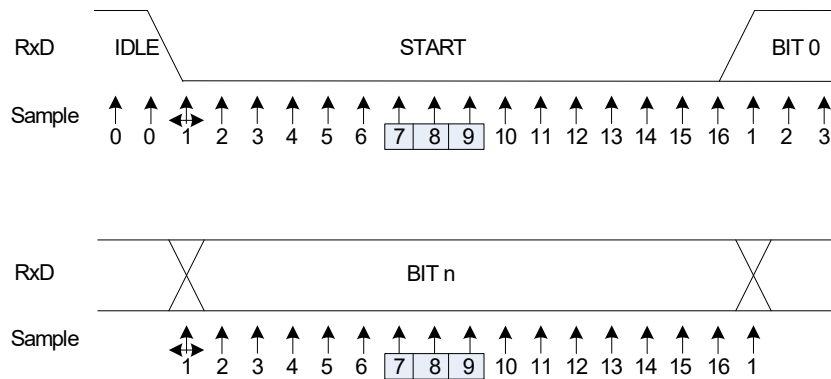 RxD IDLE START BIT 0
Sample
0 0 1 2 3 4 5 6 7 8 9 10 11 12 13 14 15 16 1 2 3
RxD BIT n
Sample
1 2 3 4 5 6 7 8 9 10 11 12 13 14 15 16 1